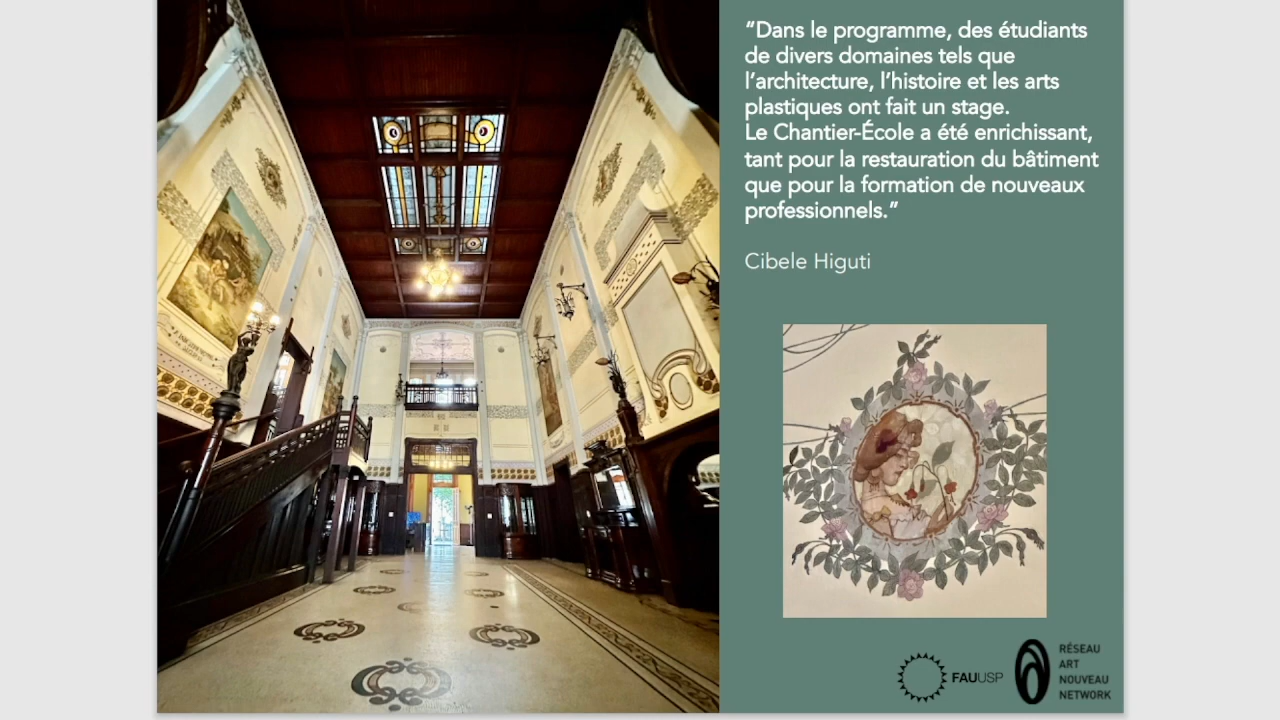 “Dans le programme, des étudiants
de divers domaines tels que
l’architecture, l’histoire et les arts
plastiques ont fait un stage.
Le Chantier-École a été enrichissant,
tant pour la restauration du bâtiment
que pour la formation de nouveaux
professionnels.”
Cibele Higuti
FAUUSP
RÉSEAU
ART
NOUVEAU
NETWORK